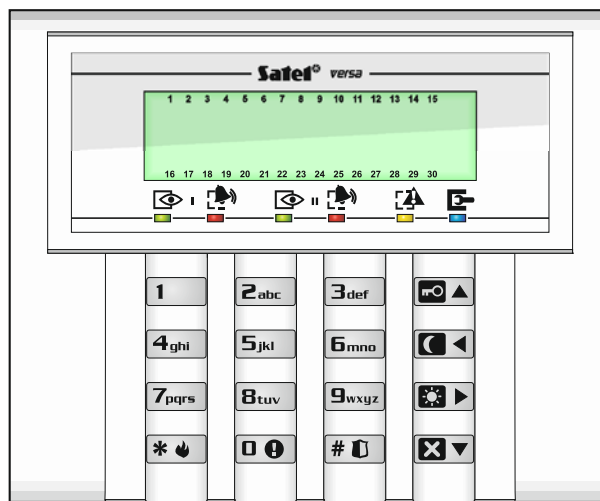 Satel versa
1 2 3 4 5 6 7 8 9 10 11 12 13 14 15
16 17 18 19 20 21 22 23 24 25 26 27 28 29 30
I II
1 2abc 3def
4ghi 5jkl 6mno
7pqrs 8tuv 9wxyz
* 0 #